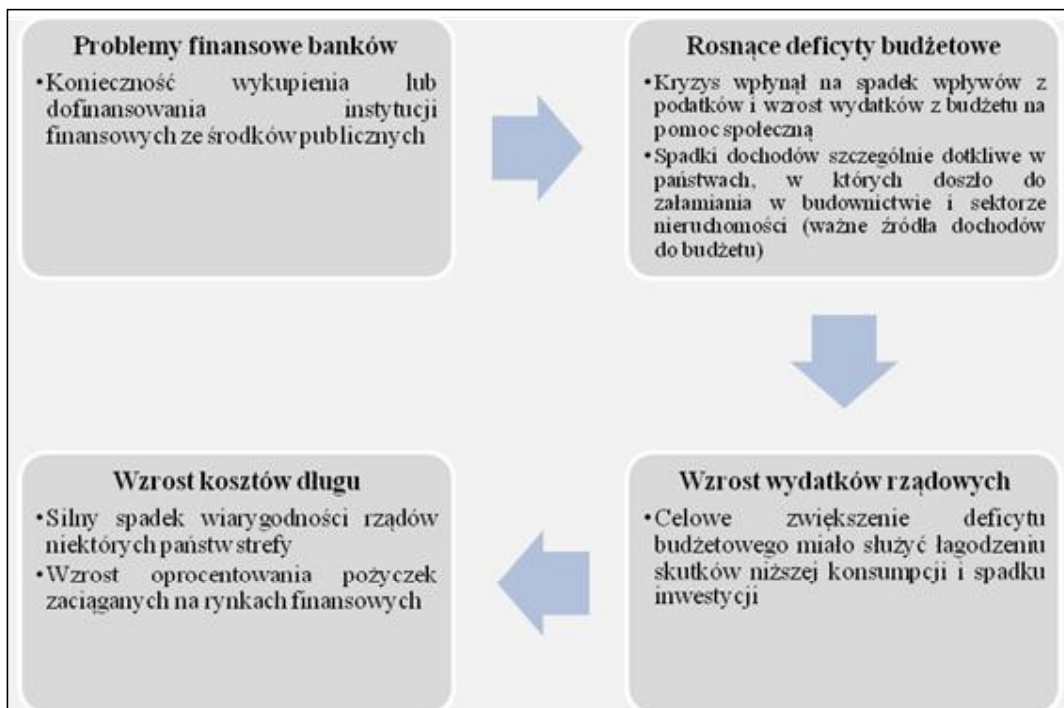 Problemy finansowe banków
•Konieczność wykupienia lub
dofinansowania instytucji
finansowych ze środków publicznych
Rosnące deficyty budżetowe
•Kryzys wpłynął na spadek wpływów z
podatków i wzrost wydatków z budżetu na
pomoc społeczną
•Spadki dochodów szczególnie dotkliwe w
państwach, w których doszło do
załamania w budownictwie i sektorze
nieruchomości (ważne źródła dochodów
do budżetu)
Wzrost wydatków rządowych
•Celowe zwiększenie deficytu
budżetowego miało służyć łagodzeniu
skutków niższej konsumpcji i spadku
inwestycji
Wzrost kosztów długu
•Silny spadek wiarygodności rządów
niektórych państw strefy
•Wzrost oprocentowania pożyczek
zaciąganych na rynkach finansowych